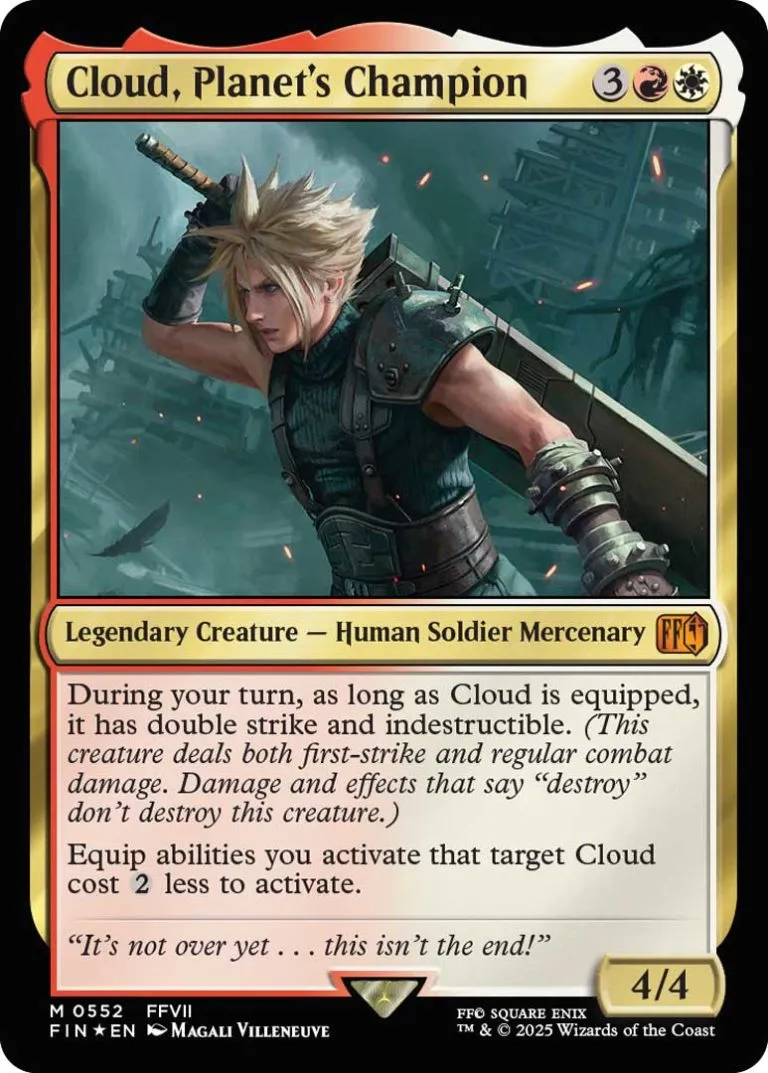 Cloud, Planet's Champion 3
Legendary Creature — Human Soldier Mercenary FF
During your turn, as long as Cloud is equipped,
it has double strike and indestructible. (This
creature deals both first-strike and regular combat
damage. Damage and effects that say “destroy”
don't destroy this creature.)
Equip abilities you activate that target Cloud
cost 2 less to activate.
“It's not over yet . . . this isn't the end!”
4/4
M 0552 FFVII
FIN★EN MAGALI VILLENEUVE
FF© SQUARE ENIX
™ & © 2025 Wizards of the Coast